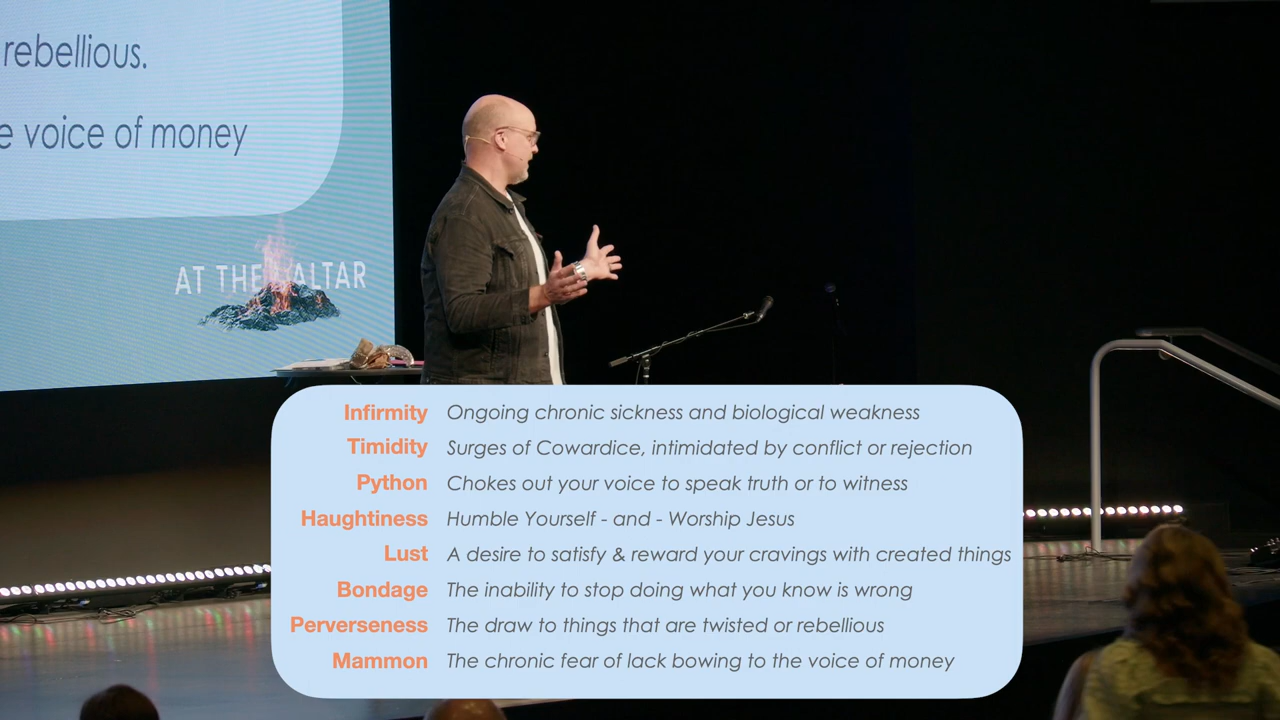 rebellious.
e voice of money
AT THE ALTAR
Infirmity Ongoing chronic sickness and biological weakness
Timidity Surges of Cowardice, intimidated by conflict or rejection
Python Chokes out your voice to speak truth or to witness
Haughtiness Humble Yourself - and - Worship Jesus
Lust A desire to satisfy & reward your cravings with created things
Bondage The inability to stop doing what you know is wrong
Perverseness The draw to things that are twisted or rebellious
Mammon The chronic fear of lack bowing to the voice of money